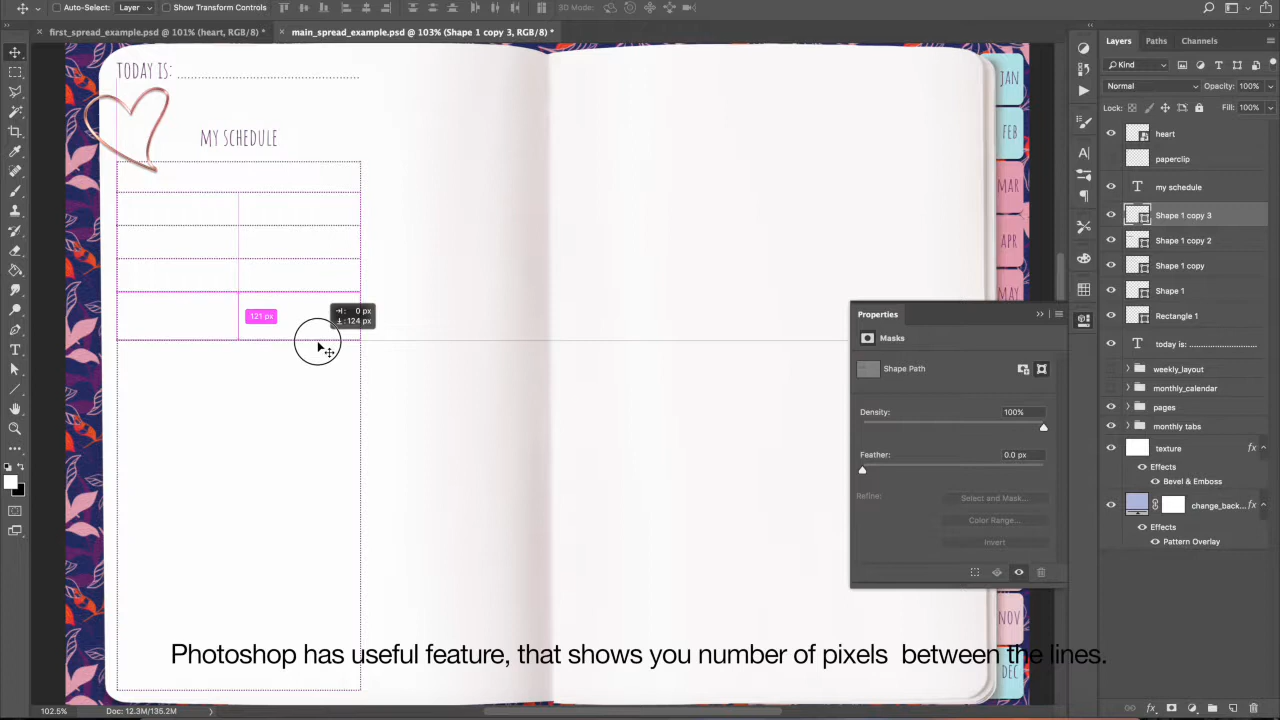 Auto-Select:
Layer
Show Transform Controls
3D Mode:
first_spread_example.psd @ 101% (heart, RGB/8) *
main_spread_example.psd @ 103% (Shape 1 copy 3, RGB/8) *
TODAY IS: ................................................
MY SCHEDULE
121 px
0 px
: 124 px
JAN
FEB
MAR
APR
MAY
NOV
DEC
Properties
Masks
Shape Path
Density:
100%
Feather:
0.0 px
Refine:
Select and Mask...
Color Range...
Invert
Layers
Paths
Channels
Kind
Normal
Opacity: 100%
Lock:
Fill: 100%
heart
paperclip
my schedule
Shape 1 copy 3
Shape 1 copy 2
Shape 1 copy
Shape 1
Rectangle 1
today is: ................................
weekly_layout
monthly_calendar
pages
monthly tabs
texture
fx
Effects
Bevel & Emboss
change_back...
fx
Effects
Pattern Overlay
Photoshop has useful feature, that shows you number of pixels  between the lines.
102.5%
Doc: 12.3M/135.2M